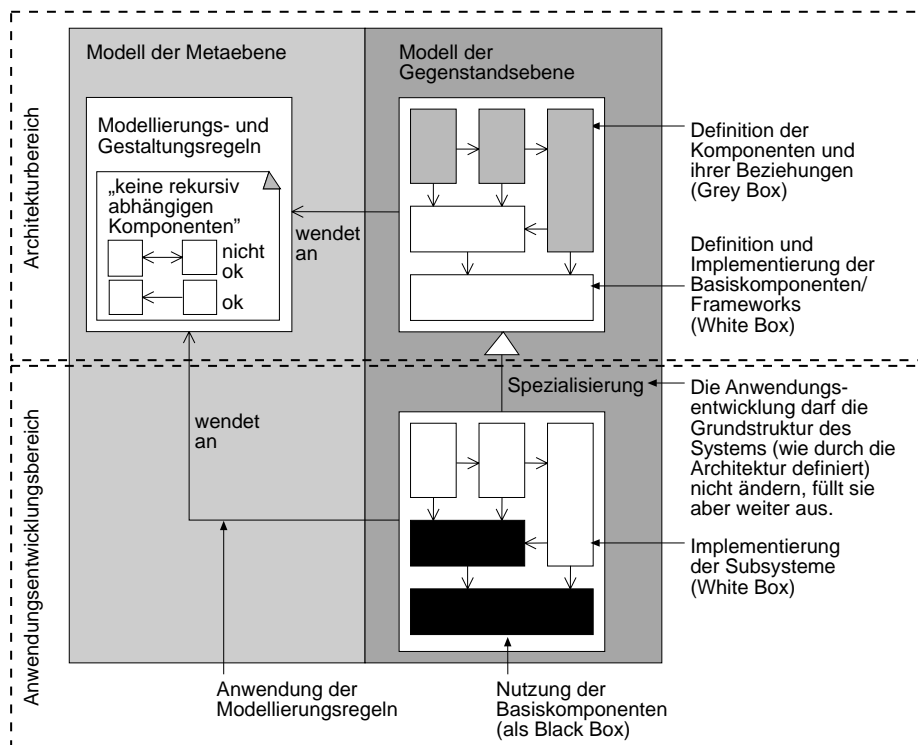 Architekturbereich
Modell der Metaebene
Modell der
Gegenstandsebene
Modellierungs- und
Gestaltungsregeln
„keine rekursiv
abhängigen
Komponenten”
nicht
ok
ok
wendet
an
Definition der
Komponenten und
ihrer Beziehungen
(Grey Box)
Definition und
Implementierung der
Basiskomponenten/
Frameworks
(White Box)
Anwendungsentwicklungsbereich
wendet
an
Spezialisierung
Die Anwendungs-
entwicklung darf die
Grundstruktur des
Systems (wie durch die
Architektur definiert)
nicht ändern, füllt sie
aber weiter aus.
Implementierung
der Subsysteme
(White Box)
Anwendung der
Modellierungsregeln
Nutzung der
Basiskomponenten
(als Black Box)